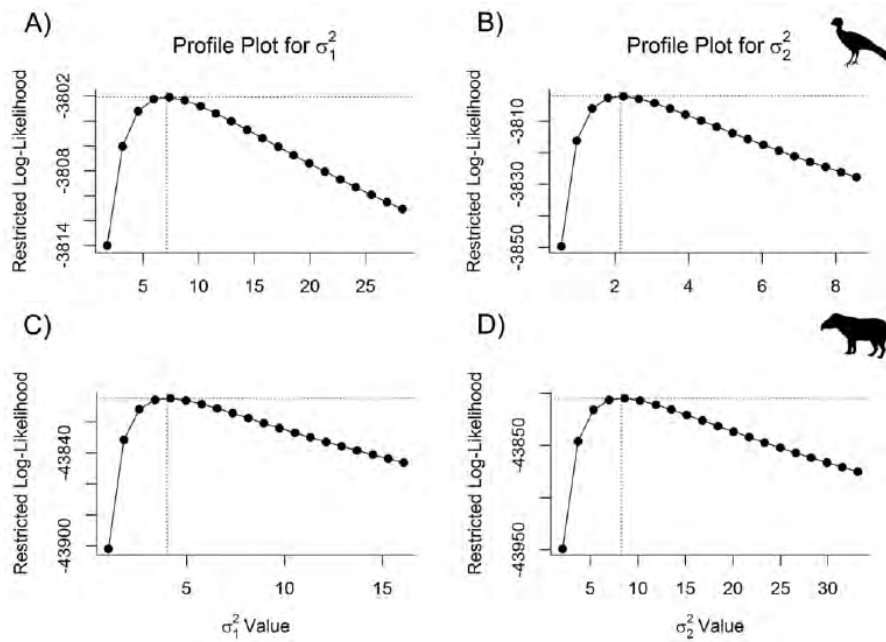 A)
Profile Plot for σ₁²
Restricted Log-Likelihood
-3802
-3808
-3814
5 10 15 20 25
B)
Profile Plot for σ₂²
Restricted Log-Likelihood
-3810
-3830
-3850
2 4 6 8
C)
Restricted Log-Likelihood
-43840
-43900
5 10 15
σ₁² Value
D)
Restricted Log-Likelihood
-43850
-43950
5 10 15 20 25 30
σ₂² Value